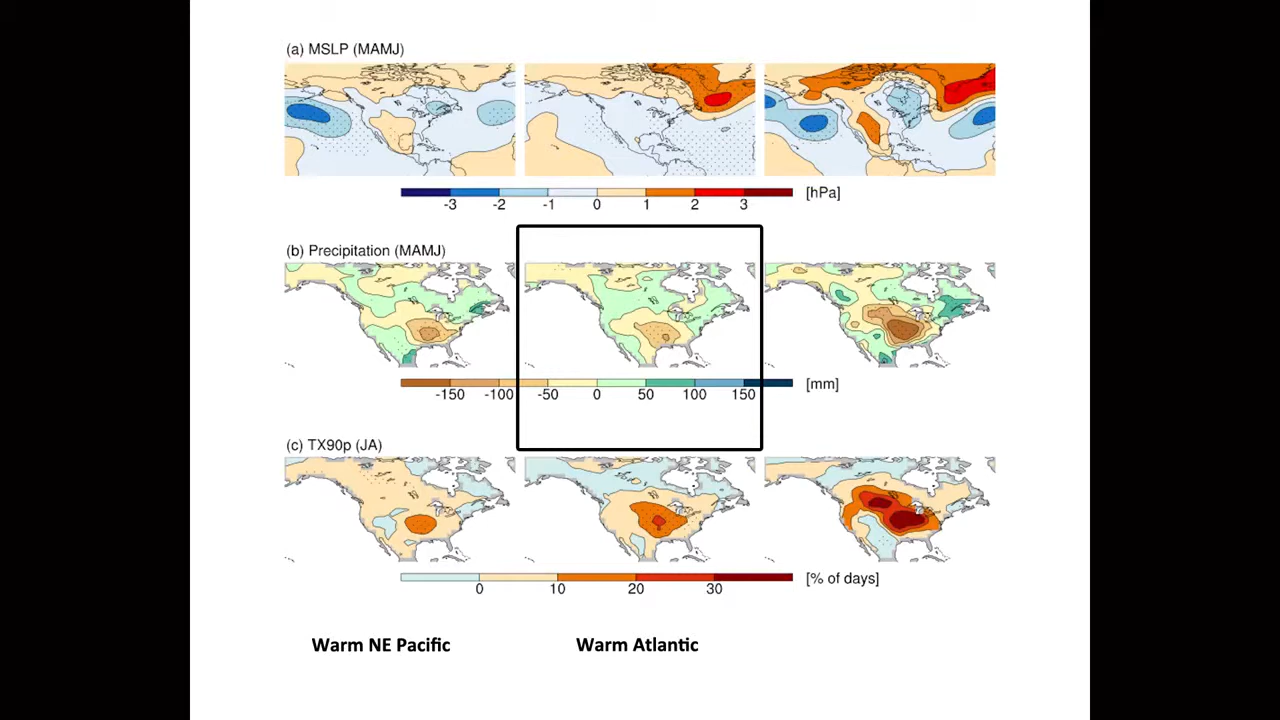 (a) MSLP (MAMJ)
-3 -2 -1 0 1 2 3 [hPa]
(b) Precipitation (MAMJ)
-150 -100 -50 0 50 100 150 [mm]
(c) TX90p (JA)
0 10 20 30 [% of days]
Warm NE Pacific Warm Atlantic